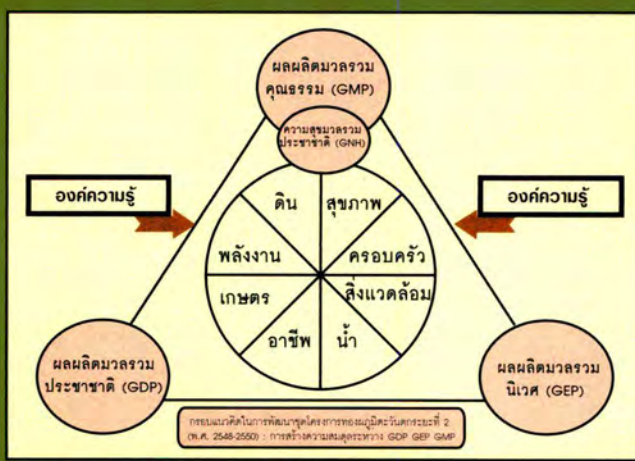 ผลผลิตมวลรวม
คุณธรรม (GMP)
ความสุขมวลรวม
ประชาชาติ (GNH)
องค์ความรู้
องค์ความรู้
ดิน
สุขภาพ
พลังงาน
ครอบครัว
เกษตร
สิ่งแวดล้อม
อาชีพ
น้ำ
ผลผลิตมวลรวม
ประชาชาติ (GDP)
ผลผลิตมวลรวม
นิเวศ (GEP)
กรอบแนวคิดในการพัฒนาชุดโครงการทองผาภูมิตะวันตกระยะที่ 2
(พ.ศ. 2548-2550) : การสร้างความสมดุลระหว่าง GDP GEP GMP